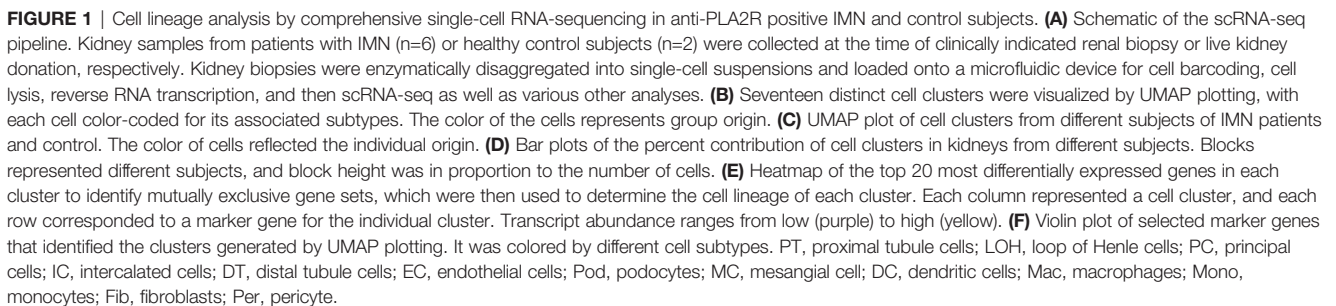 FIGURE 1 | Cell lineage analysis by comprehensive single-cell RNA-sequencing in anti-PLA2R positive IMN and control subjects. (A) Schematic of the scRNA-seq
pipeline. Kidney samples from patients with IMN (n=6) or healthy control subjects (n=2) were collected at the time of clinically indicated renal biopsy or live kidney
donation, respectively. Kidney biopsies were enzymatically disaggregated into single-cell suspensions and loaded onto a microfluidic device for cell barcoding, cell
lysis, reverse RNA transcription, and then scRNA-seq as well as various other analyses. (B) Seventeen distinct cell clusters were visualized by UMAP plotting, with
each cell color-coded for its associated subtypes. The color of the cells represents group origin. (C) UMAP plot of cell clusters from different subjects of IMN patients
and control. The color of cells reflected the individual origin. (D) Bar plots of the percent contribution of cell clusters in kidneys from different subjects. Blocks
represented different subjects, and block height was in proportion to the number of cells. (E) Heatmap of the top 20 most differentially expressed genes in each
cluster to identify mutually exclusive gene sets, which were then used to determine the cell lineage of each cluster. Each column represented a cell cluster, and each
row corresponded to a marker gene for the individual cluster. Transcript abundance ranges from low (purple) to high (yellow). (F) Violin plot of selected marker genes
that identified the clusters generated by UMAP plotting. It was colored by different cell subtypes. PT, proximal tubule cells; LOH, loop of Henle cells; PC, principal
cells; IC, intercalated cells; DT, distal tubule cells; EC, endothelial cells; Pod, podocytes; MC, mesangial cell; DC, dendritic cells; Mac, macrophages; Mono,
monocytes; Fib, fibroblasts; Per, pericyte.